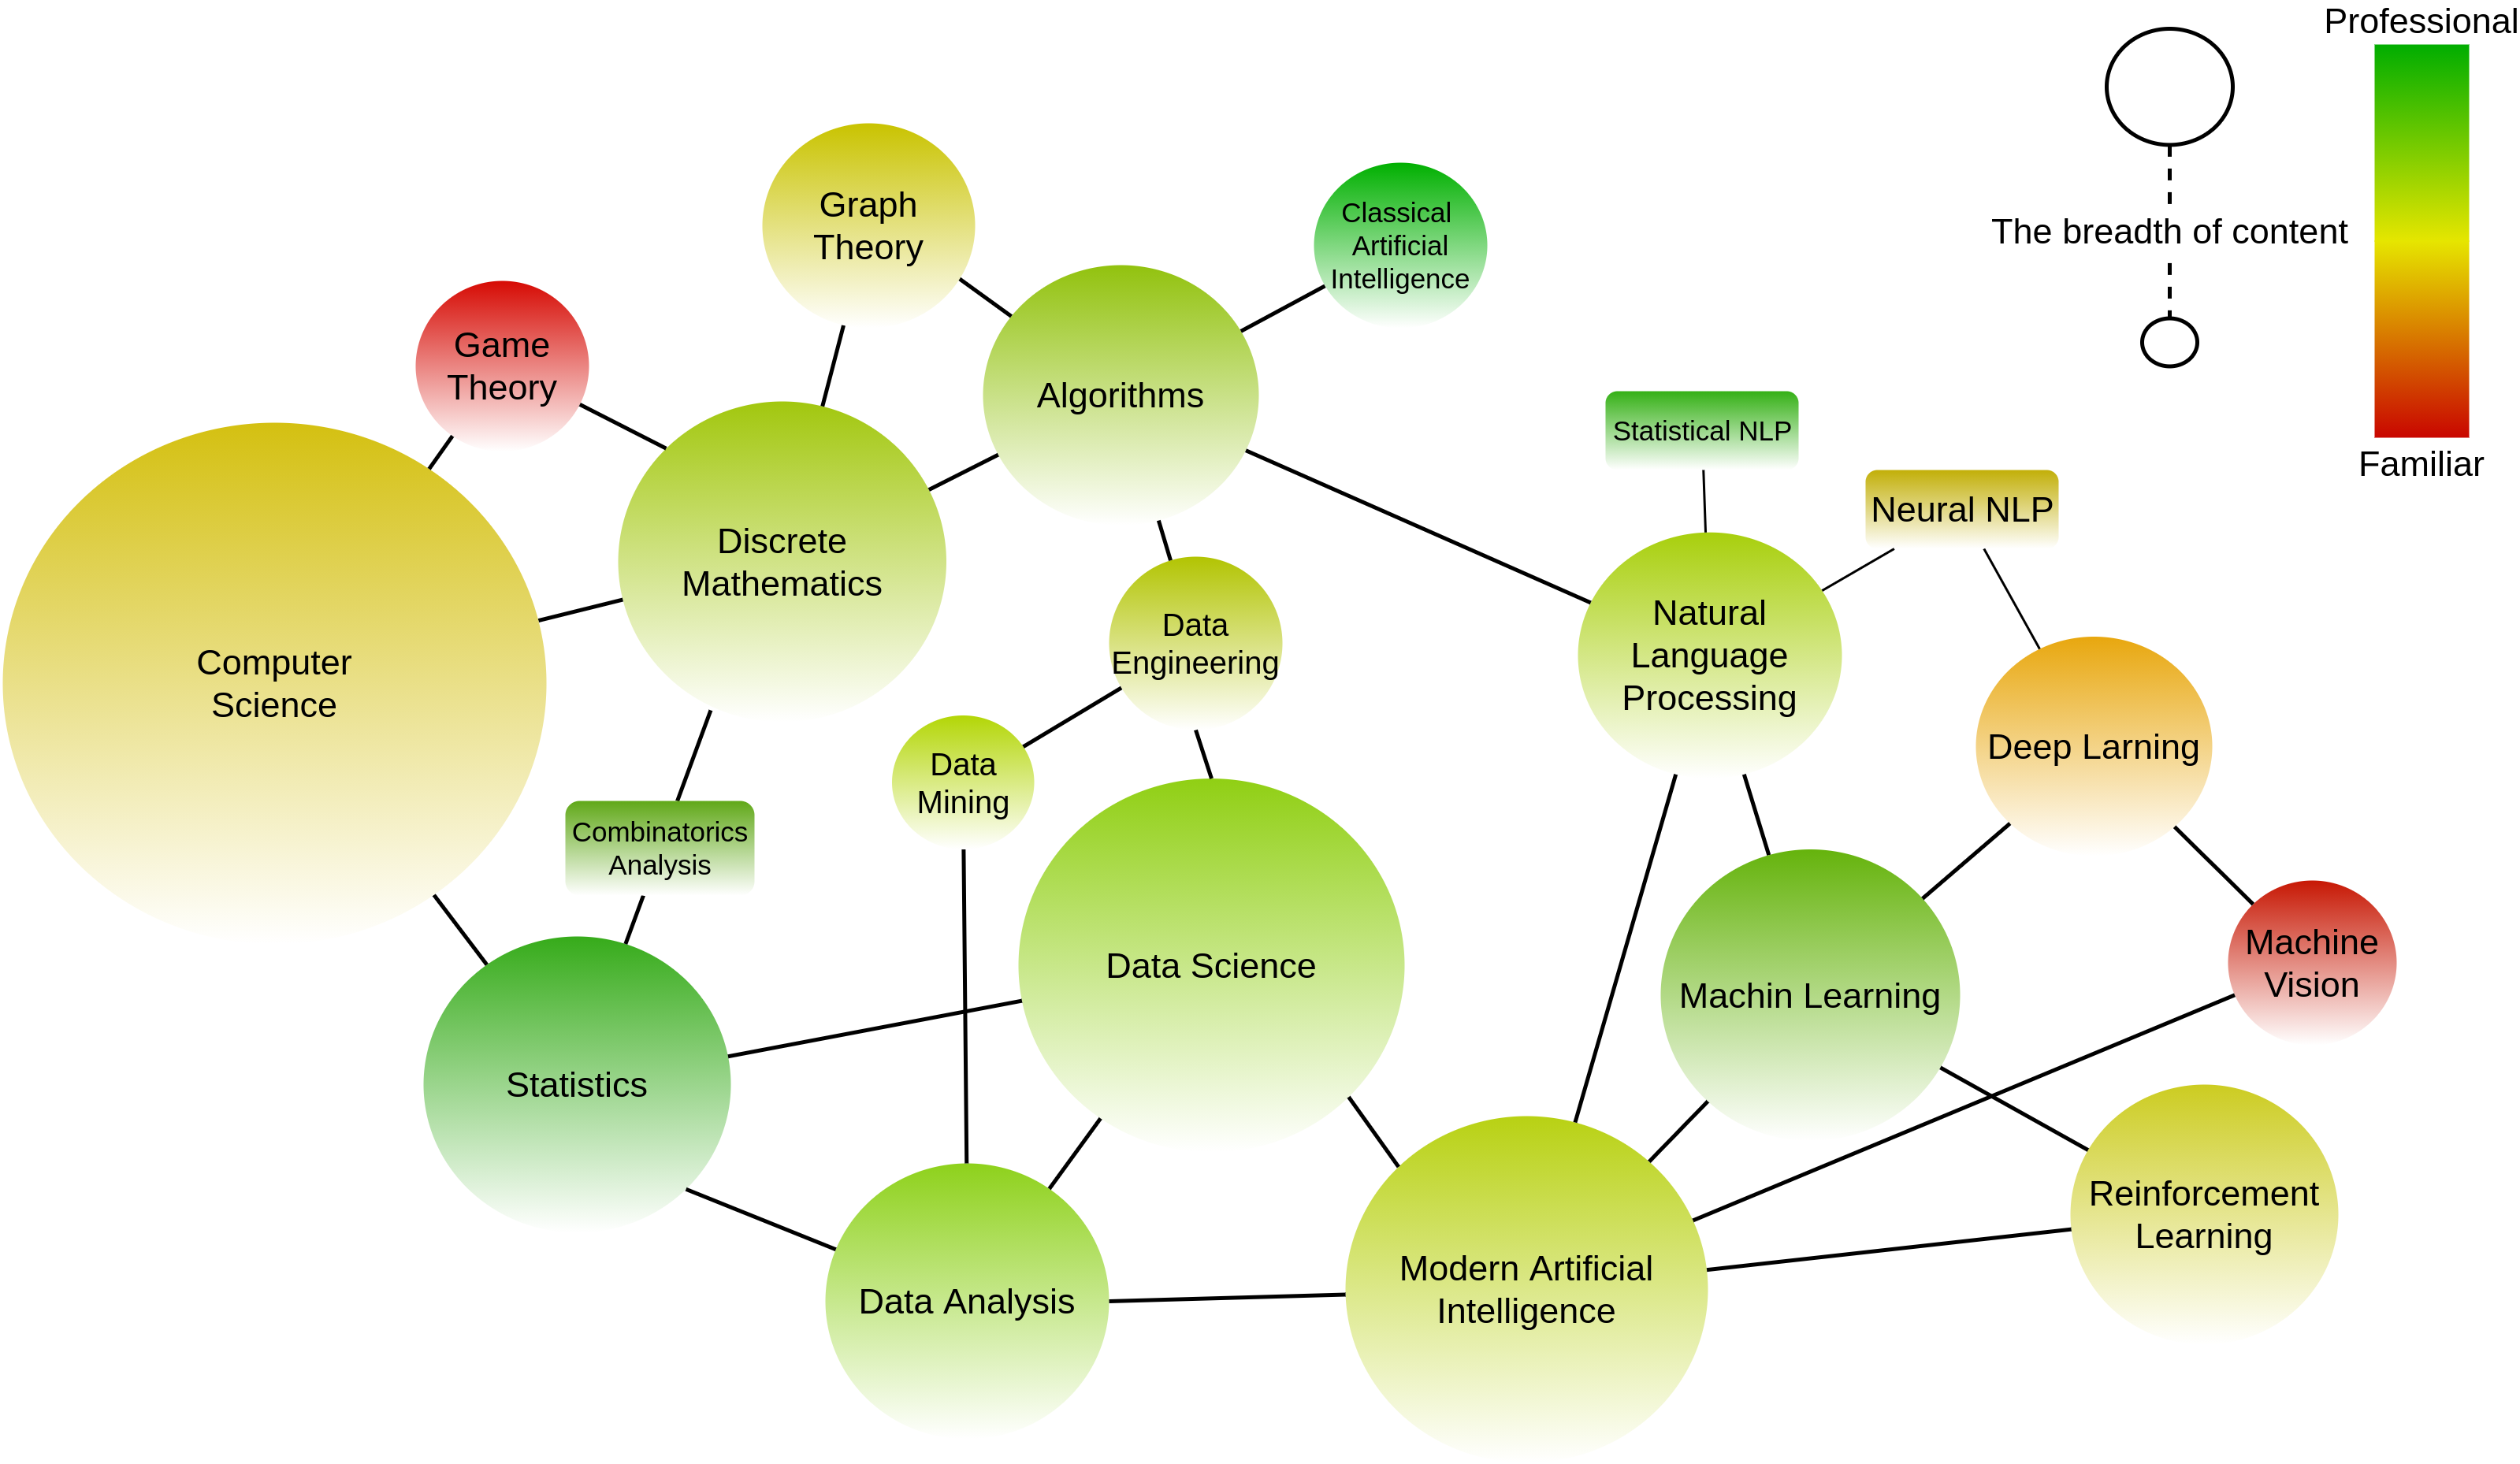 Professional
The breadth of content
Familiar
Graph
Theory
Classical
Artificial
Intelligence
Game
Theory
Algorithms
Statistical NLP
Neural NLP
Discrete
Mathematics
Computer
Science
Data
Engineering
Natural
Language
Processing
Deep Larning
Data
Mining
Combinatorics
Analysis
Data Science
Machin Learning
Machine
Vision
Statistics
Reinforcement
Learning
Data Analysis
Modern Artificial
Intelligence